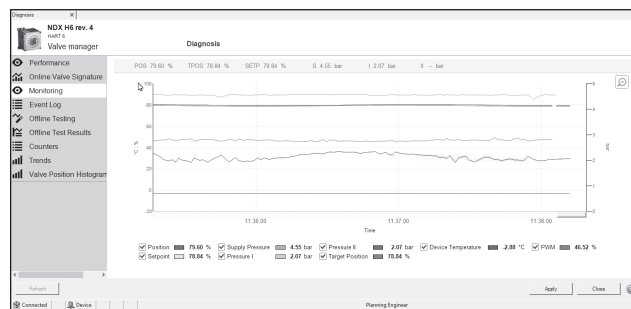 Diagnosis X
NDX H6 rev. 4
HART 6
Valve manager
Diagnosis
Performance
Online Valve Signature
Monitoring
Event Log
Offline Testing
Offline Test Results
Counters
Trends
Valve Position Histogram
POS 79.60 % TPOS 78.84 % SETP 78.84 % S 4.55 bar I 2.07 bar II – bar
100
80
60
40
20
0
-20
°C , %
5
4
3
2
1
0
bar
11.36.00 11.37.00 11.38.00
Time
Position 79.60 % Supply Pressure 4.55 bar Pressure II 2.07 bar Device Temperature -2.88 °C PWM 46.52 %
Setpoint 78.84 % Pressure I 2.07 bar Target Position 78.84 %
Refresh Apply Close
Connected Device Planning Engineer